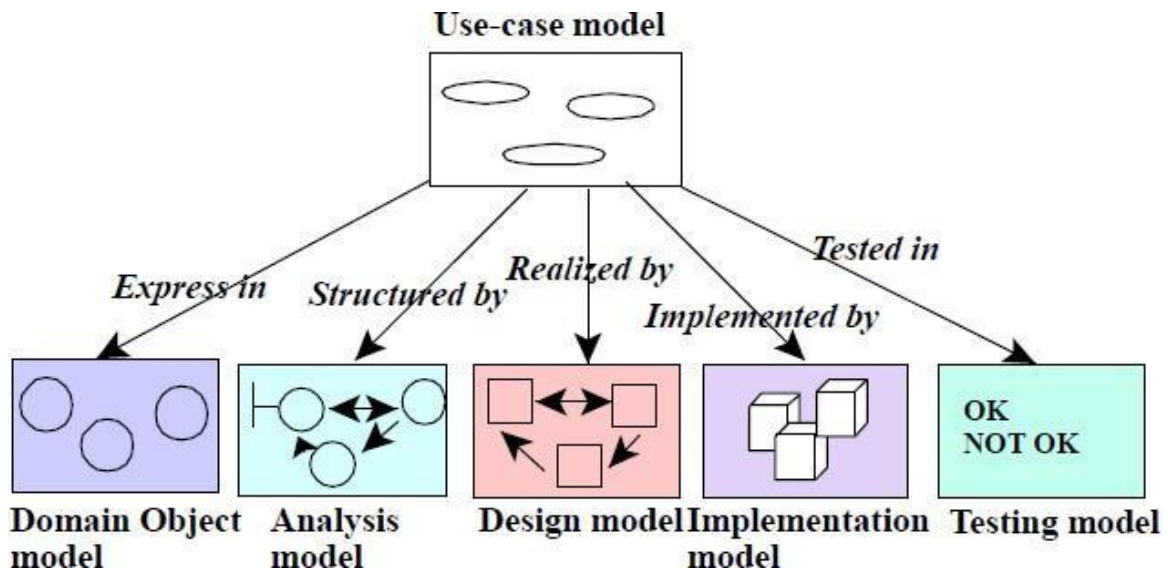 Use-case model
Express in
Structured by
Realized by
Implemented by
Tested in
OK
NOT OK
Domain Object
model
Analysis
model
Design model
Implementation
model
Testing model